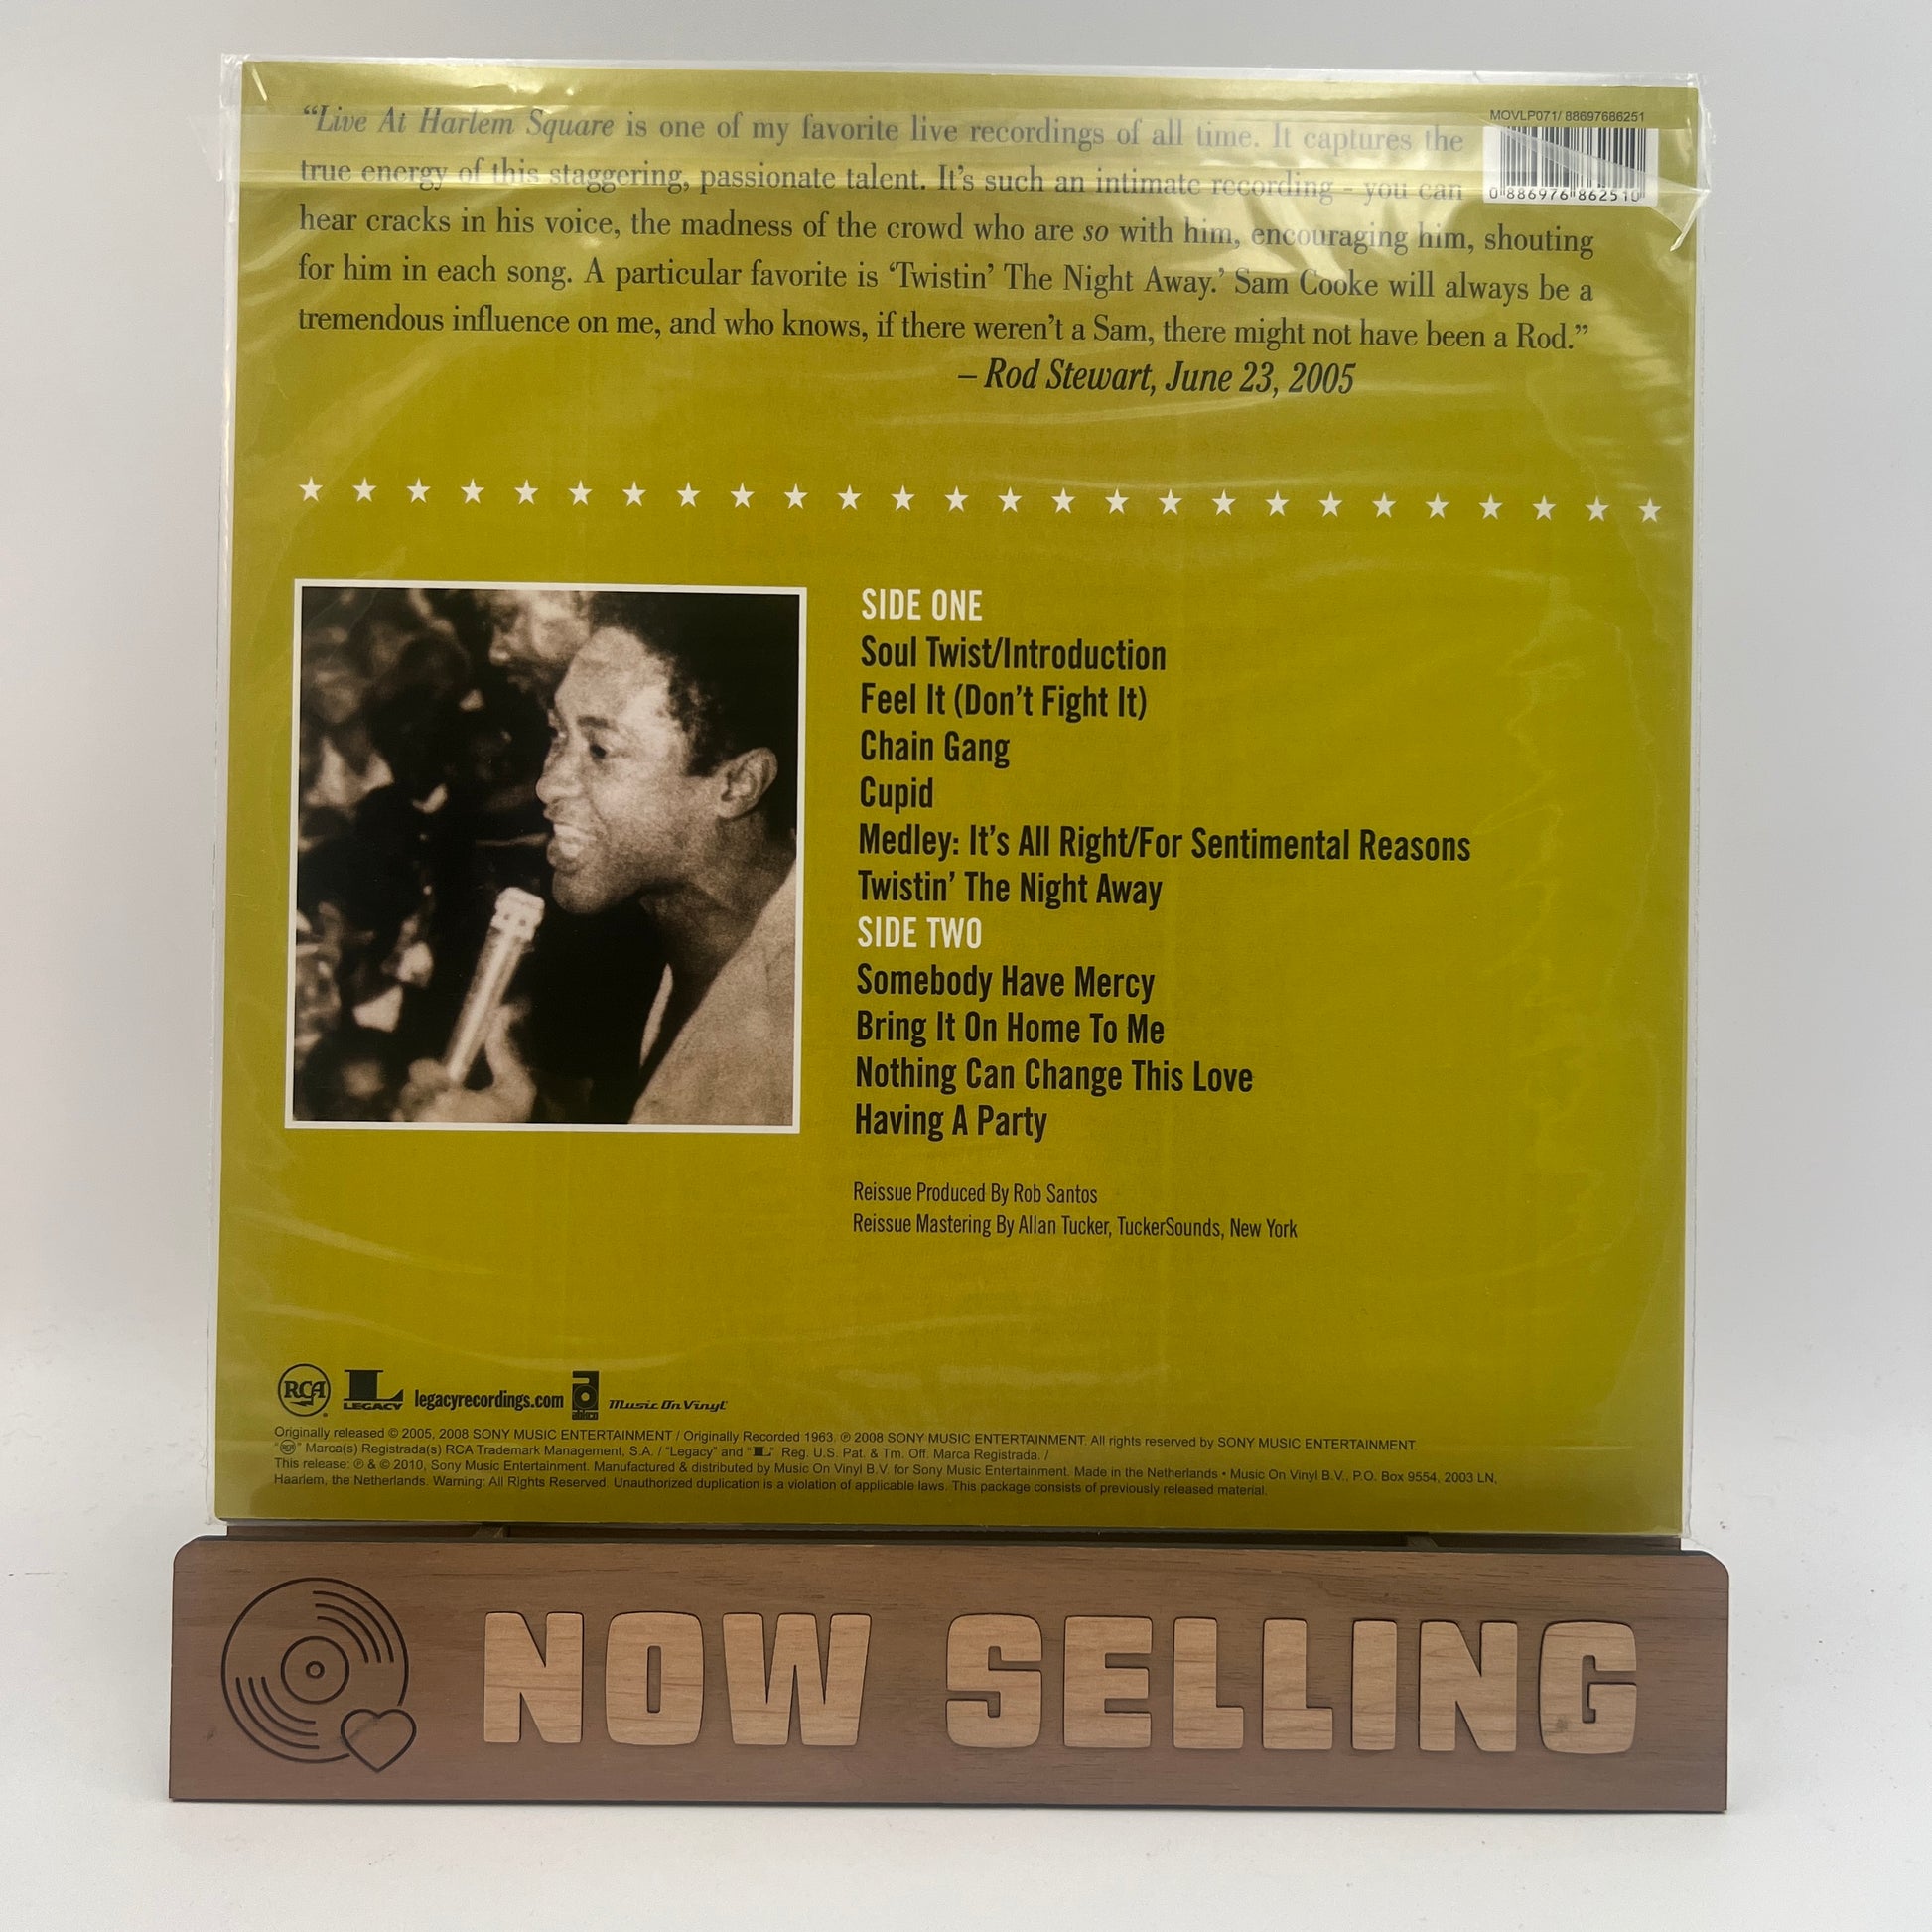 “Live At Harlem Square is one of my favorite live recordings of all time. It captures the
true energy of this staggering, passionate talent. It’s such an intimate recording - you can
hear cracks in his voice, the madness of the crowd who are so with him, encouraging him, shouting
for him in each song. A particular favorite is ‘Twistin’ The Night Away.’ Sam Cooke will always be a
tremendous influence on me, and who knows, if there weren’t a Sam, there might not have been a Rod.”
– Rod Stewart, June 23, 2005
MOVLP071/ 88697686251
0 886976 862510
SIDE ONE
Soul Twist/Introduction
Feel It (Don’t Fight It)
Chain Gang
Cupid
Medley: It’s All Right/For Sentimental Reasons
Twistin’ The Night Away
SIDE TWO
Somebody Have Mercy
Bring It On Home To Me
Nothing Can Change This Love
Having A Party
Reissue Produced By Rob Santos
Reissue Mastering By Allan Tucker, TuckerSounds, New York
RCA LEGACY legacyrecordings.com Music On Vinyl
Originally released © 2005, 2008 SONY MUSIC ENTERTAINMENT / Originally Recorded 1963. ℗ 2008 SONY MUSIC ENTERTAINMENT. All rights reserved by SONY MUSIC ENTERTAINMENT.
"RCA" Marca(s) Registrada(s) RCA Trademark Management, S.A. / "Legacy" and "L" Reg. U.S. Pat. & Tm. Off. Marca Registrada. /
This release: ℗ & © 2010, Sony Music Entertainment. Manufactured & distributed by Music On Vinyl B.V. for Sony Music Entertainment. Made in the Netherlands • Music On Vinyl B.V., P.O. Box 9554, 2003 LN,
Haarlem, the Netherlands. Warning: All Rights Reserved. Unauthorized duplication is a violation of applicable laws. This package consists of previously released material.
NOW SELLING